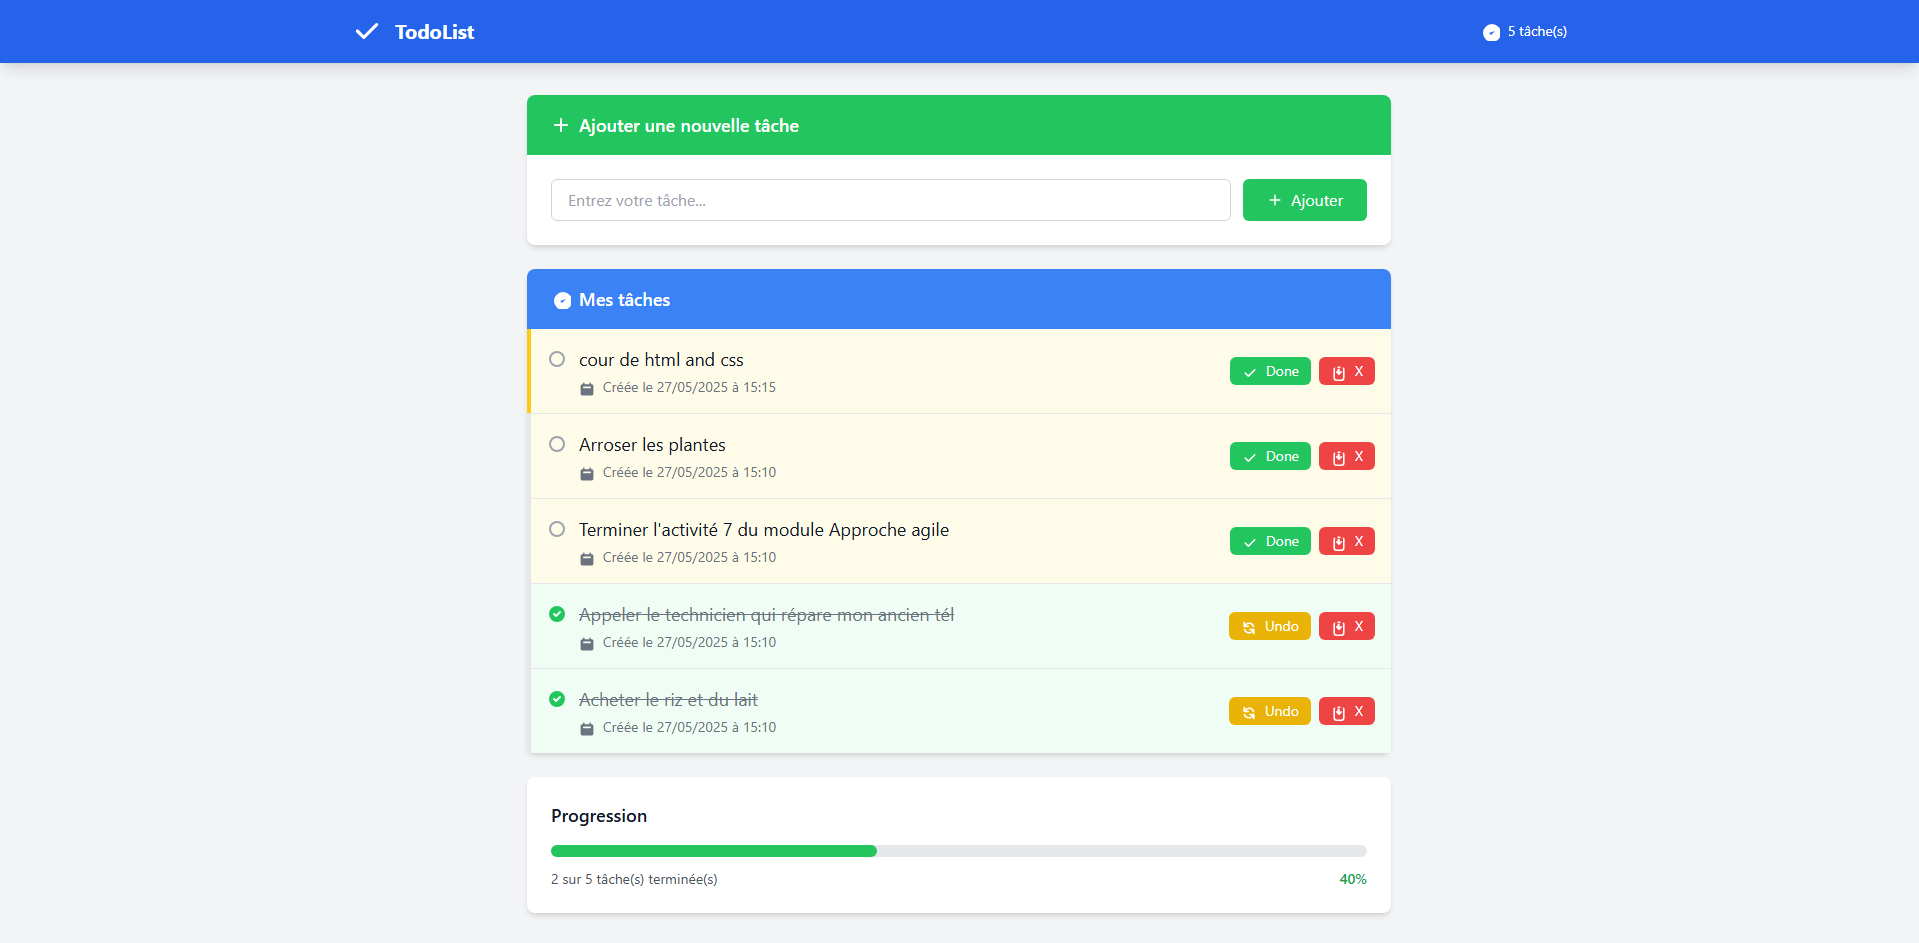 TodoList
5 tâche(s)
Ajouter une nouvelle tâche
Entrez votre tâche...
Ajouter
Mes tâches
cour de html and css
Créée le 27/05/2025 à 15:15
Done
X
Arroser les plantes
Créée le 27/05/2025 à 15:10
Done
X
Terminer l'activité 7 du module Approche agile
Créée le 27/05/2025 à 15:10
Done
X
Appeler le technicien qui répare mon ancien tél
Créée le 27/05/2025 à 15:10
Undo
X
Acheter le riz et du lait
Créée le 27/05/2025 à 15:10
Undo
X
Progression
2 sur 5 tâche(s) terminée(s)
40%